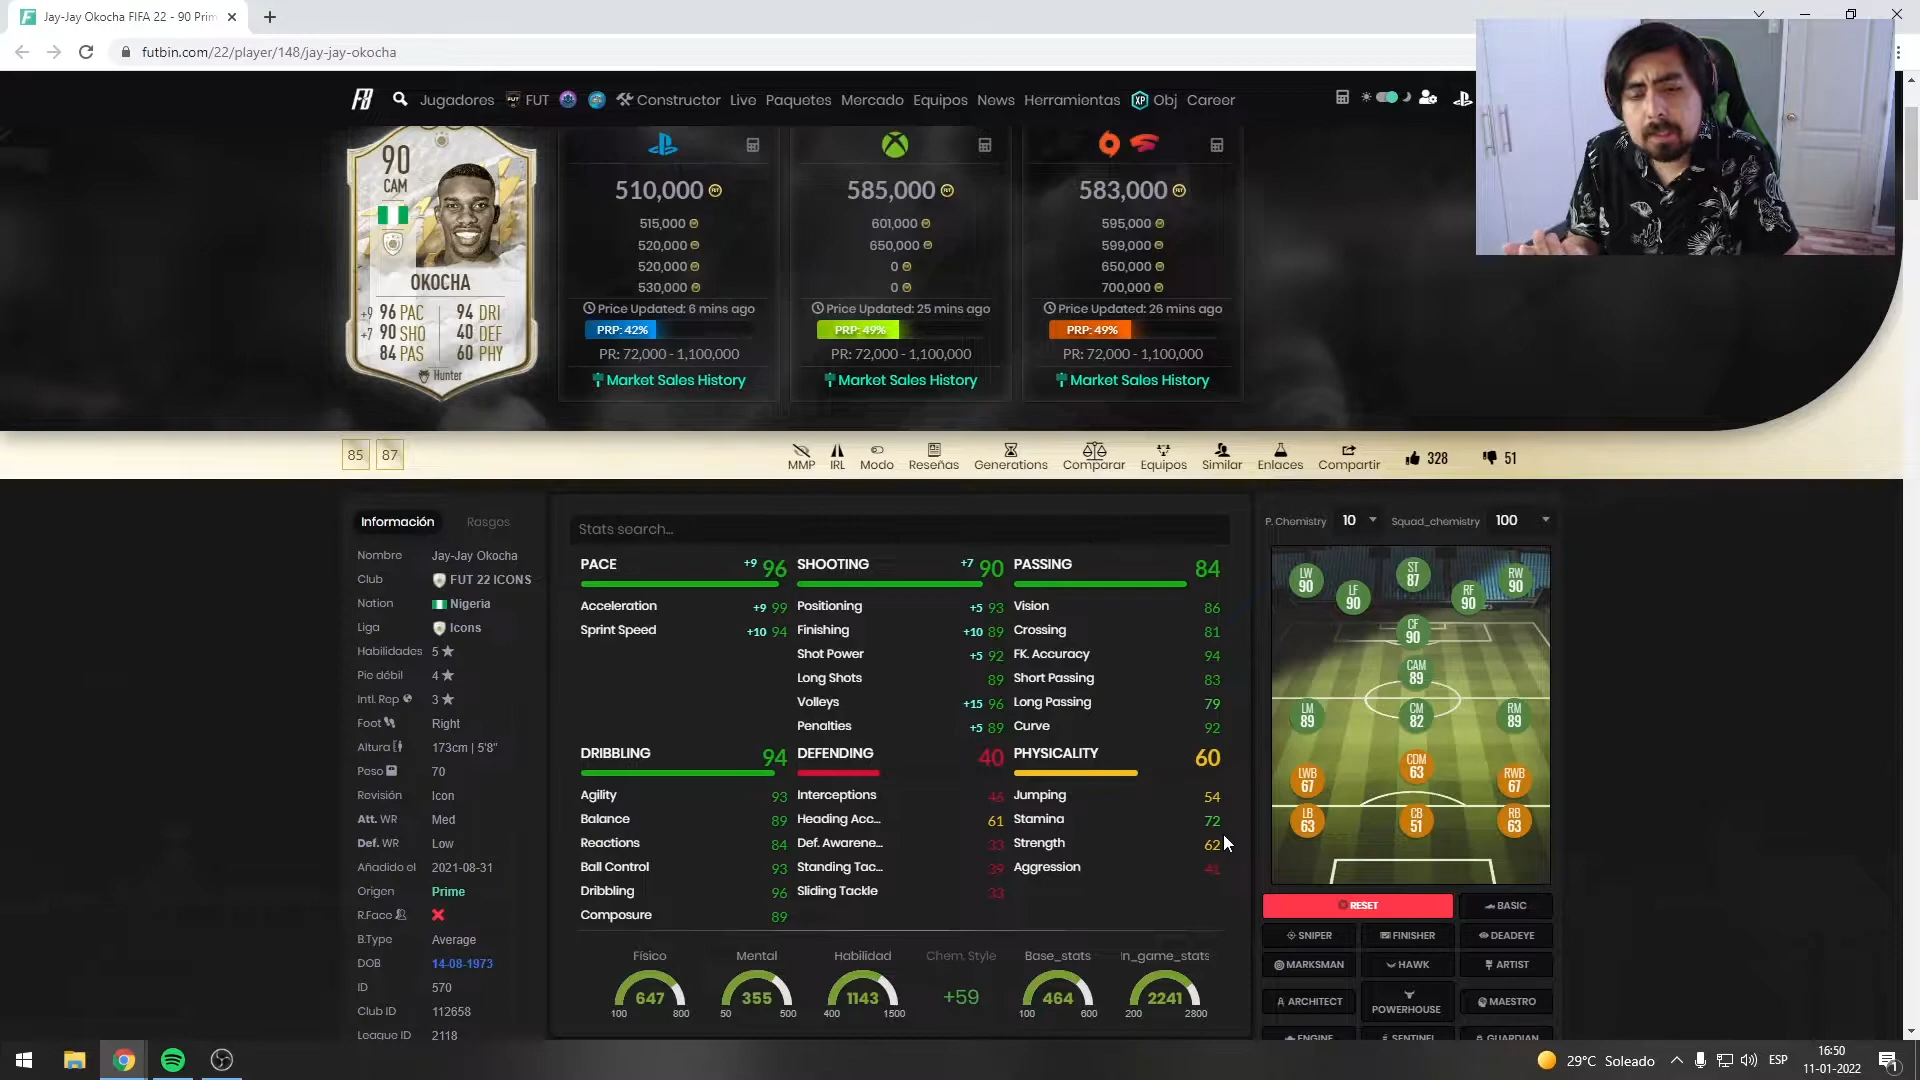 Jay-Jay Okocha FIFA 22 - 90 Prim
futbin.com/22/player/148/jay-jay-okocha
FB Jugadores FUT Constructor Live Paquetes Mercado Equipos News Herramientas XP Obj Career
90
CAM
OKOCHA
+9 96 PAC 94 DRI
+7 90 SHO 40 DEF
84 PAS 60 PHY
Hunter
510,000
515,000
520,000
520,000
530,000
Price Updated: 6 mins ago
PRP: 42%
PR: 72,000 - 1,100,000
Market Sales History
585,000
601,000
650,000
0
0
Price Updated: 25 mins ago
PRP: 49%
PR: 72,000 - 1,100,000
Market Sales History
583,000
595,000
599,000
650,000
700,000
Price Updated: 26 mins ago
PRP: 49%
PR: 72,000 - 1,100,000
Market Sales History
85 87
MMP IRL Modo Reseñas Generations Comparar Equipos Similar Enlaces Compartir 328 51
Información Rasgos
Nombre Jay-Jay Okocha
Club FUT 22 ICONS
Nation Nigeria
Liga Icons
Habilidades 5
Pie débil 4
Intl. Rep 3
Foot Right
Altura 173cm | 5'8"
Peso 70
Revisión Icon
Att. WR Med
Def. WR Low
Añadido el 2021-08-31
Origen Prime
R.Face
B.Type Average
DOB 14-08-1973
ID 570
Club ID 112658
League ID 2118
Stats search...
PACE +9 96
Acceleration +9 99
Sprint Speed +10 94
SHOOTING +7 90
Positioning +5 93
Finishing +10 89
Shot Power +5 92
Long Shots 89
Volleys +15 96
Penalties +5 89
PASSING 84
Vision 86
Crossing 81
FK. Accuracy 94
Short Passing 83
Long Passing 79
Curve 92
DRIBBLING 94
Agility 93
Balance 89
Reactions 84
Ball Control 93
Dribbling 96
Composure 89
DEFENDING 40
Interceptions 46
Heading Acc... 61
Def. Awarene... 33
Standing Tac... 39
Sliding Tackle 33
PHYSICALITY 60
Jumping 54
Stamina 72
Strength 62
Aggression 41
Físico Mental Habilidad Chem. Style Base_stats In_game_stats
647 355 1143 +59 464 2241
100 800 50 500 400 1500 100 600 200 2800
P. Chemistry 10 Squad_chemistry 100
LW
90
LF
90
ST
87
RF
90
RW
90
CF
90
CAM
89
LM
89
CM
82
RM
89
CDM
63
LWB
67
RWB
67
LB
63
CB
51
RB
63
RESET BASIC
SNIPER FINISHER DEADEYE
MARKSMAN HAWK ARTIST
ARCHITECT POWERHOUSE MAESTRO
ENGINE SENTINEL GUARDIAN
29°C Soleado ESP
16:50
11-01-2022
1